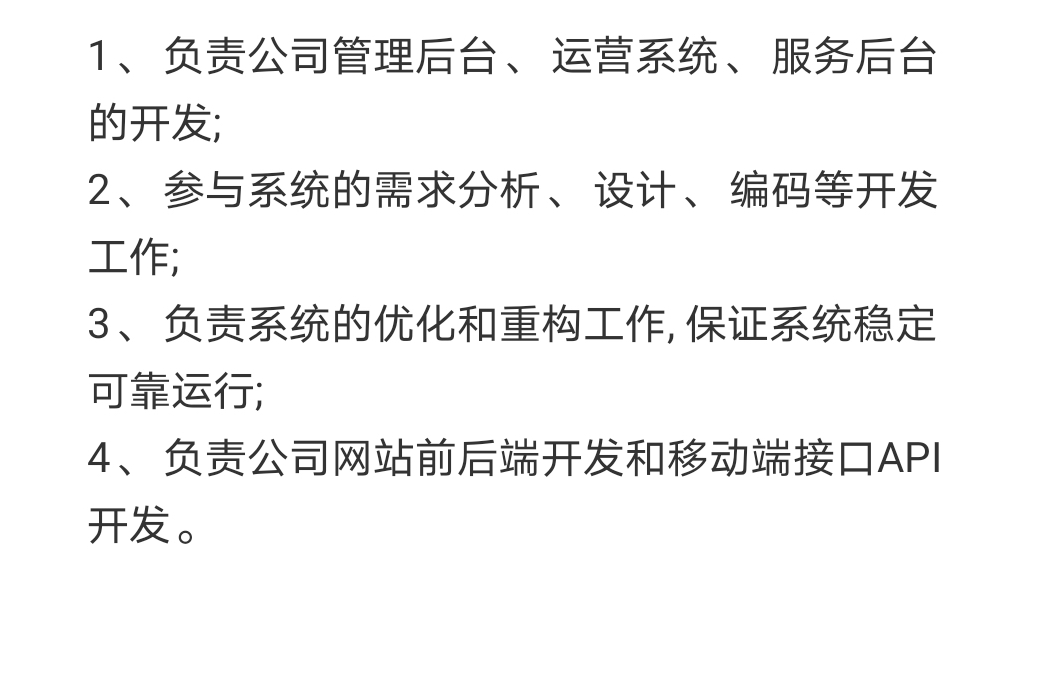 1、 负责公司管理后台、 运营系统、 服务后台
的开发;
2、 参与系统的需求分析、 设计、 编码等开发
工作;
3、 负责系统的优化和重构工作, 保证系统稳定
可靠运行;
4、 负责公司网站前后端开发和移动端接口API
开发。